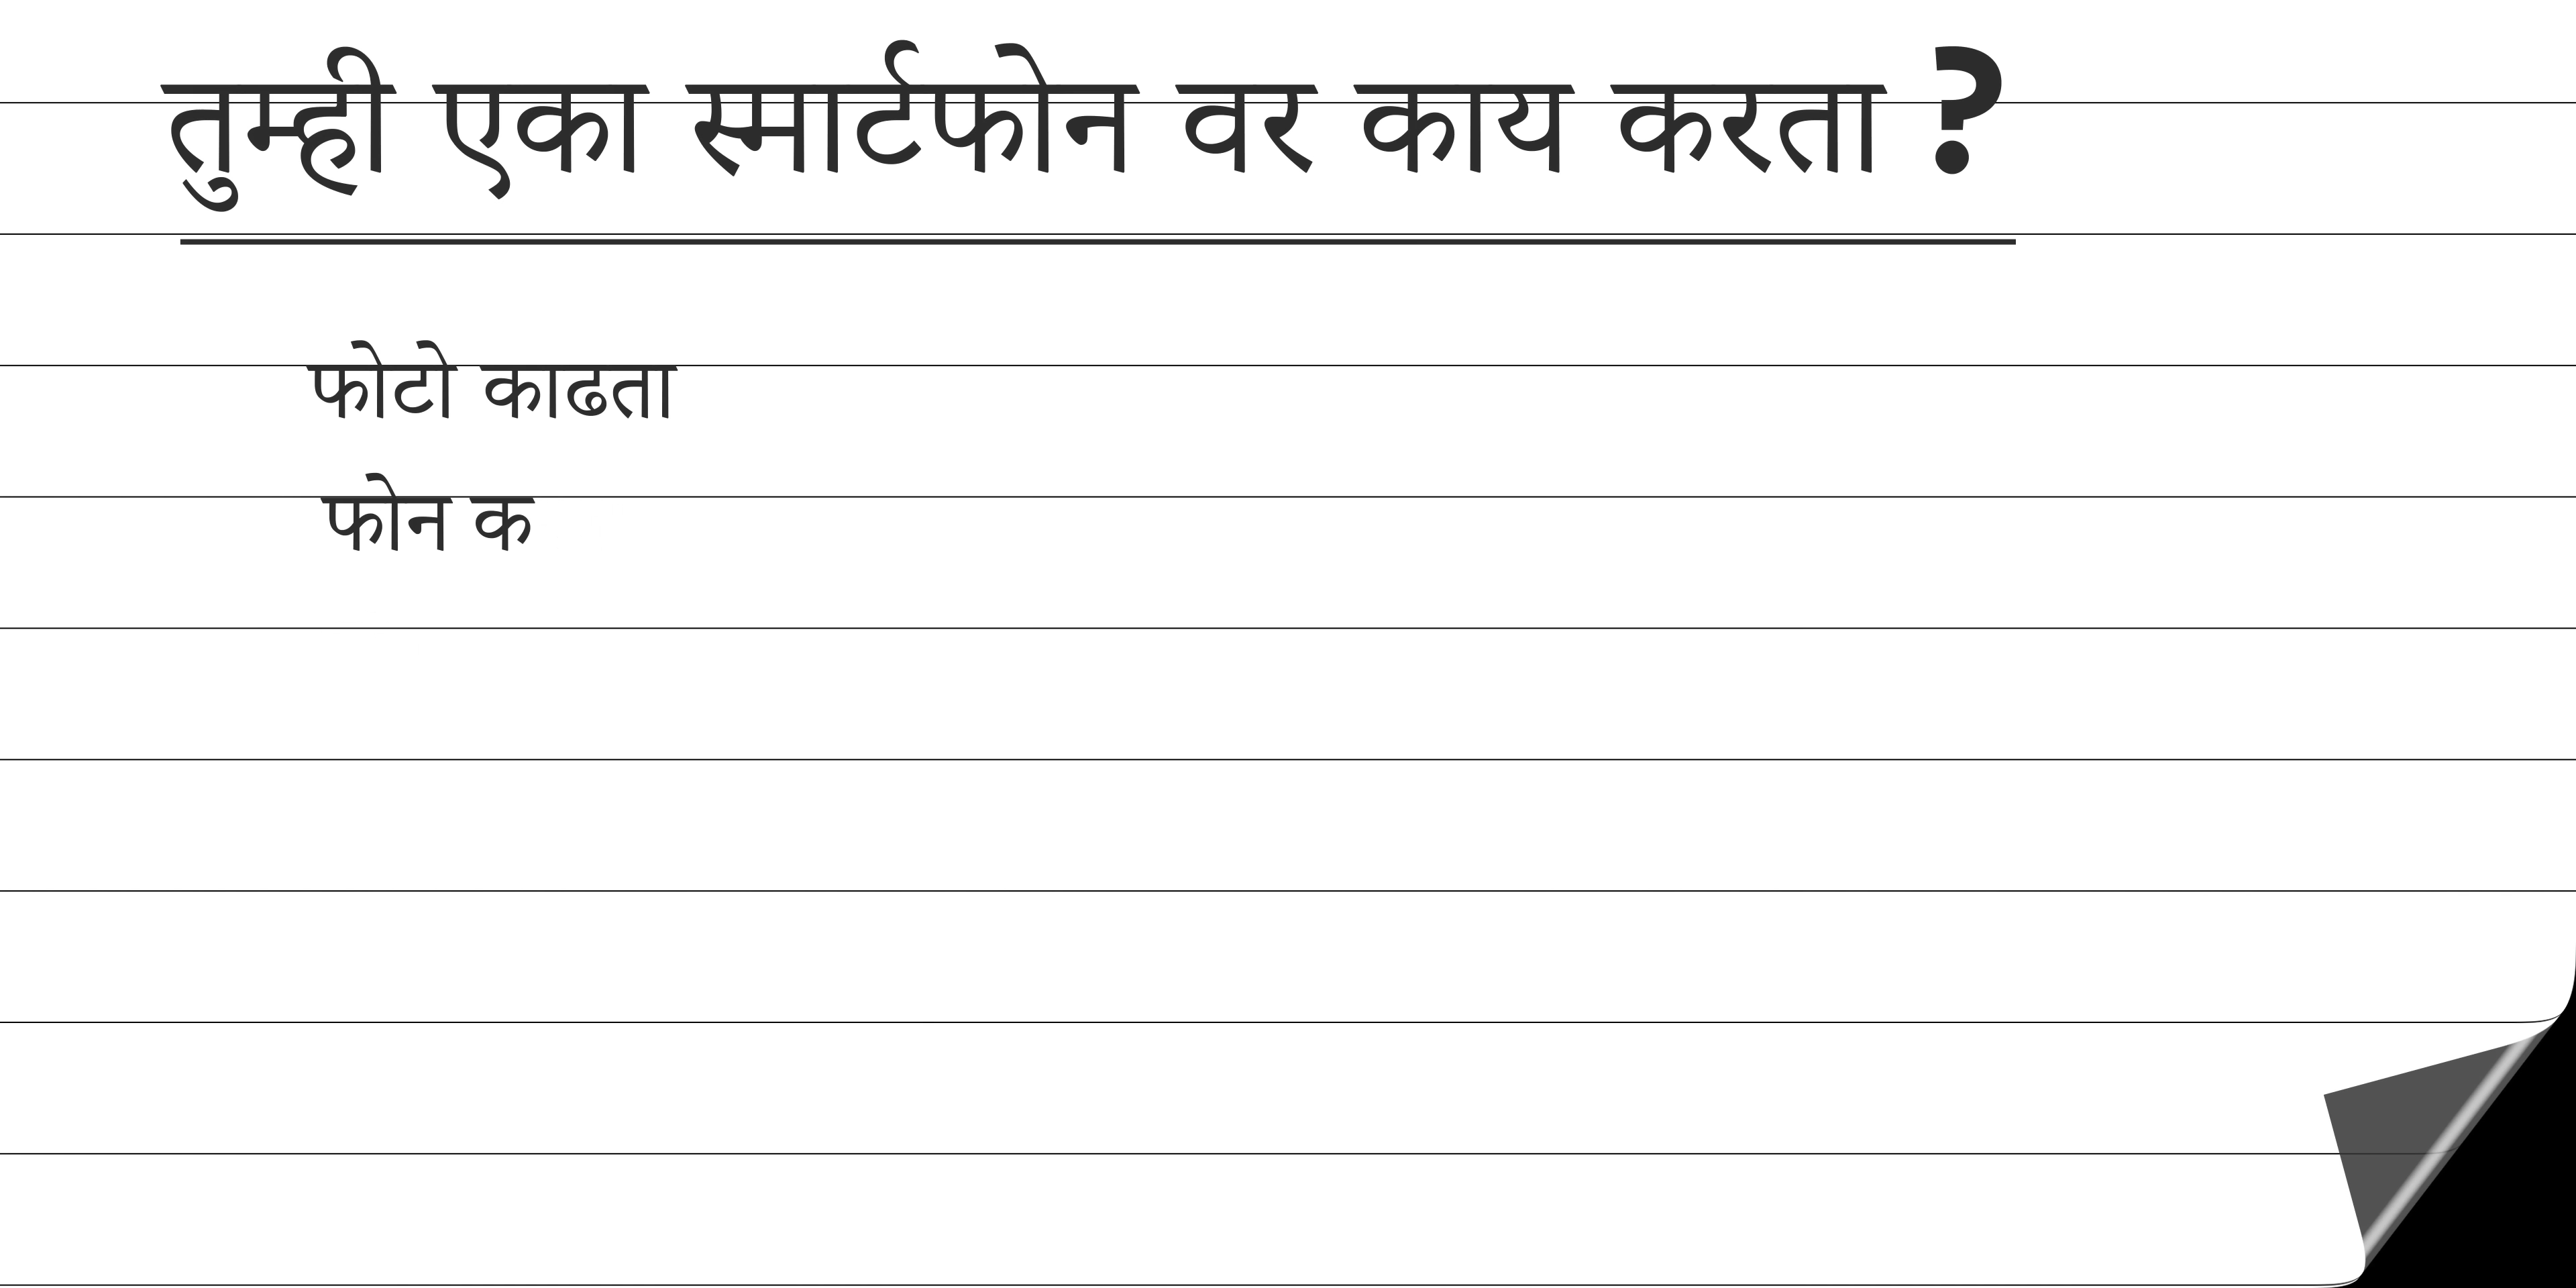 तुम्ही एका स्मार्टफोन वर काय करता ?
फोटो काढता
फोन क